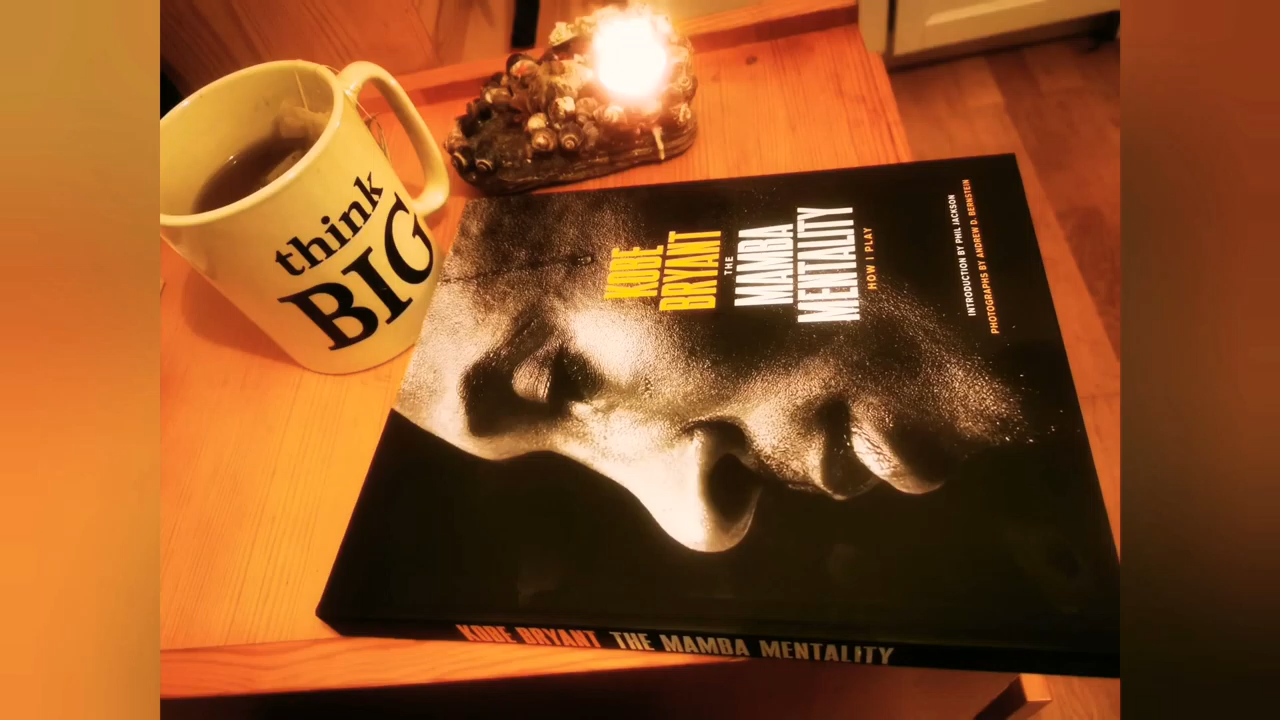 think
BIG
KOBE
BRYANT
THE
MAMBA
MENTALITY
HOW I PLAY
INTRODUCTION BY PHIL JACKSON
PHOTOGRAPHS BY ANDREW D. BERNSTEIN
KOBE BRYANT THE MAMBA MENTALITY